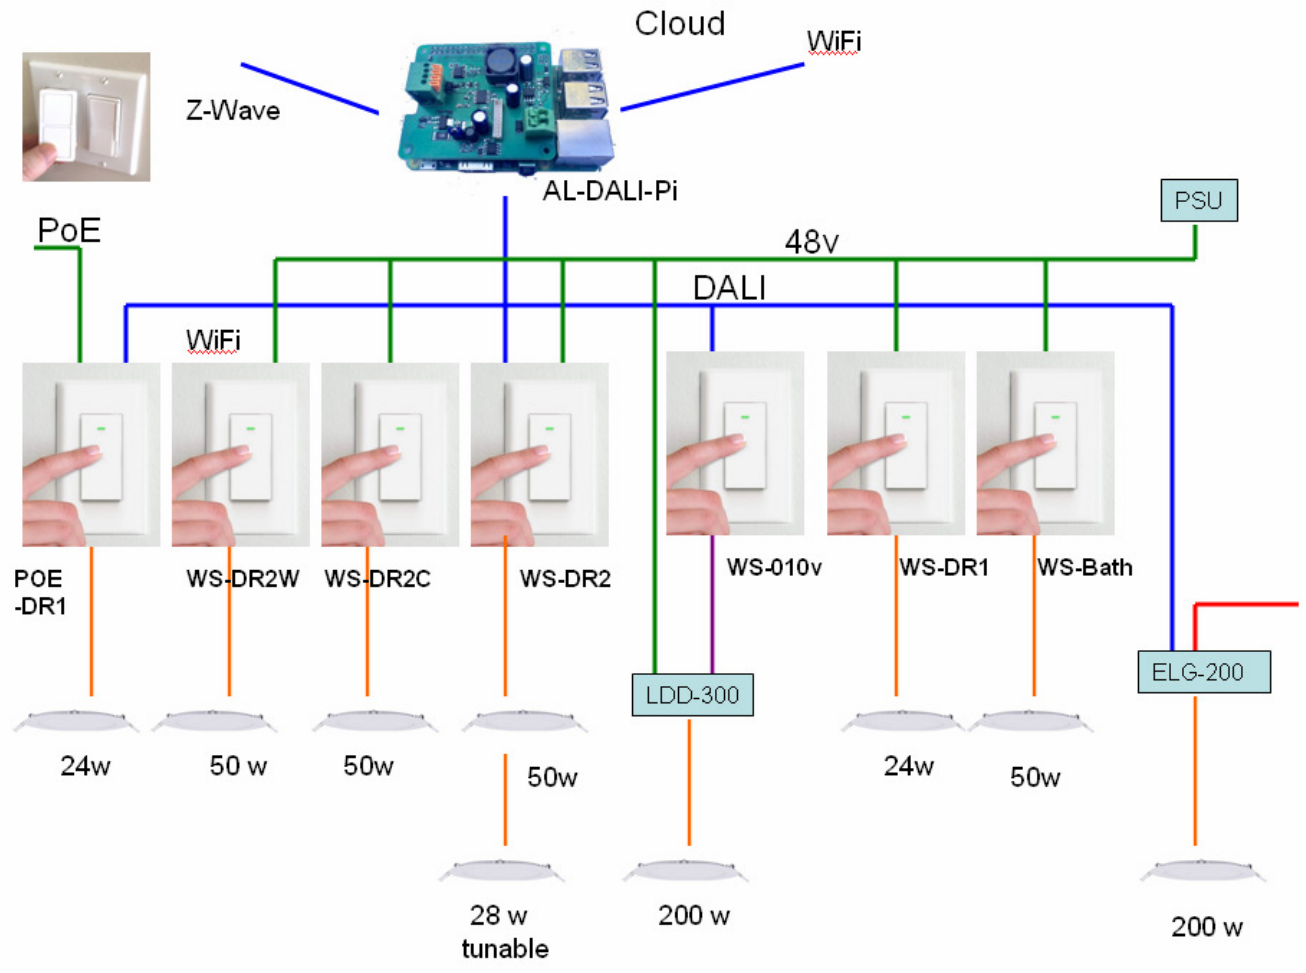 Cloud
WiFi
Z-Wave
AL-DALI-Pi
PSU
PoE
48v
DALI
WiFi
POE
-DR1
WS-DR2W
WS-DR2C
WS-DR2
WS-010v
WS-DR1
WS-Bath
LDD-300
ELG-200
24w
50 w
50w
50w
24w
50w
28 w
tunable
200 w
200 w